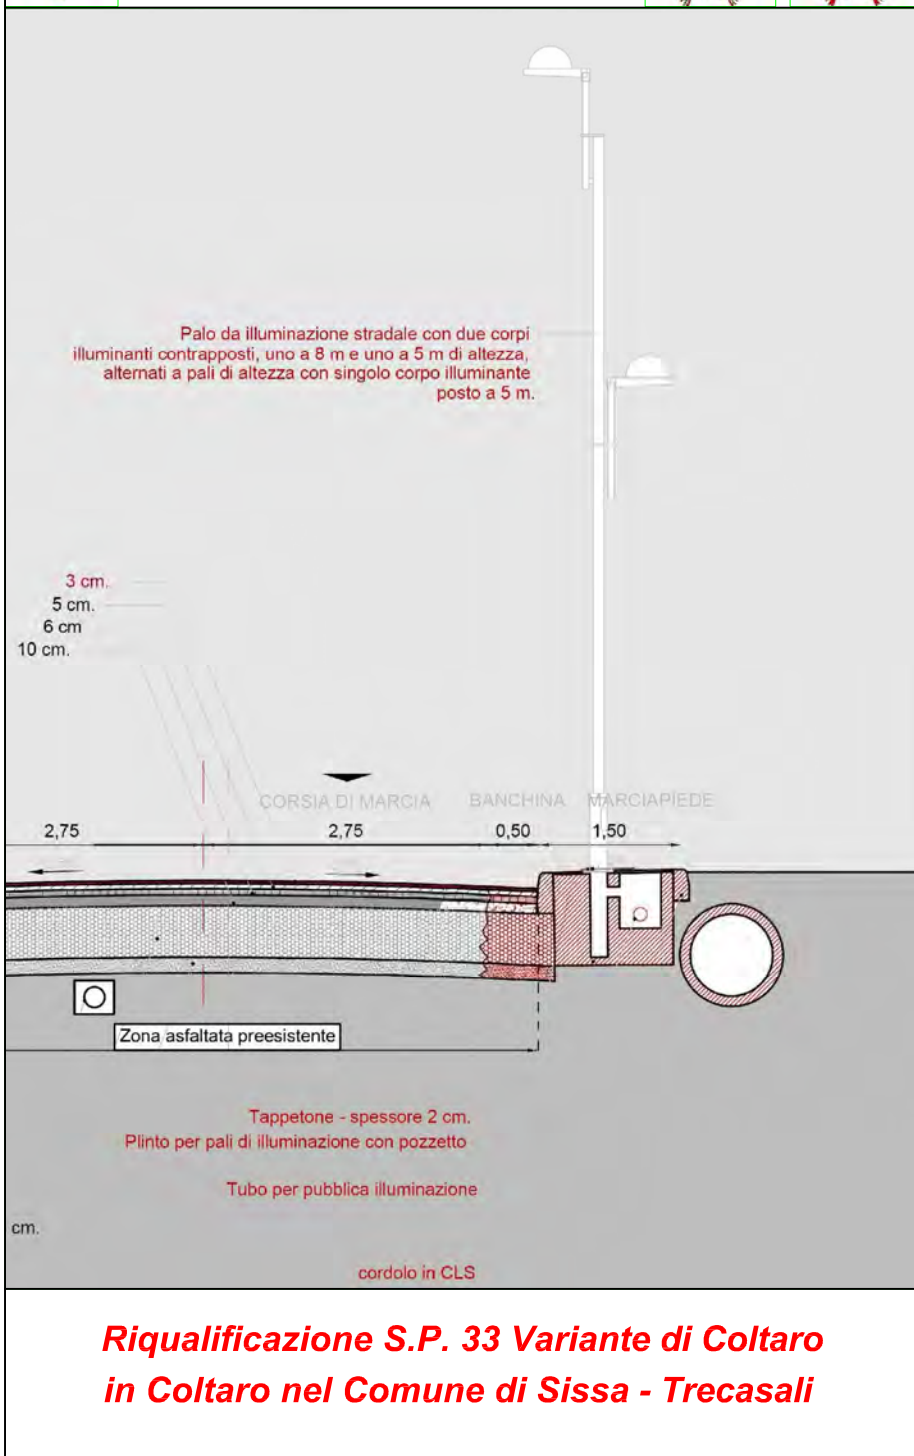 Palo da illuminazione stradale con due corpi
illuminanti contrapposti, uno a 8 m e uno a 5 m di altezza,
alternati a pali di altezza con singolo corpo illuminante
posto a 5 m.
3 cm.
5 cm.
6 cm
10 cm.
CORSIA DI MARCIA BANCHINA MARCIAPIEDE
2,75 2,75 0,50 1,50
Zona asfaltata preesistente
Tappetone - spessore 2 cm.
Plinto per pali di illuminazione con pozzetto
Tubo per pubblica illuminazione
cm.
cordolo in CLS
Riqualificazione S.P. 33 Variante di Coltaro
in Coltaro nel Comune di Sissa - Trecasali